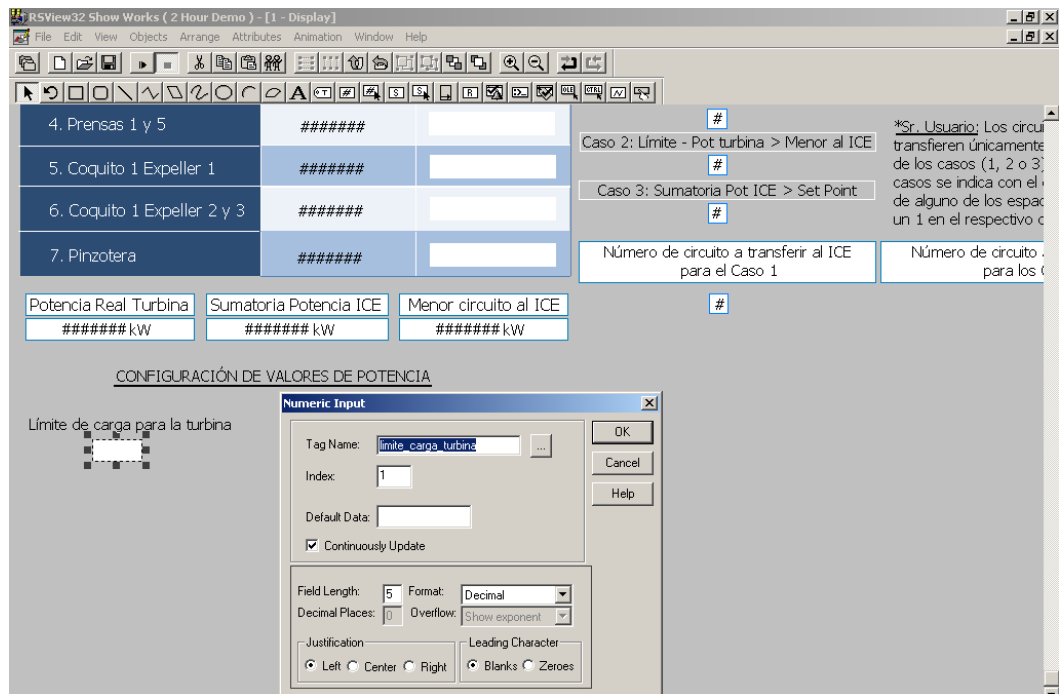 RSView32 Show Works ( 2 Hour Demo ) - [1 - Display]
File Edit View Objects Arrange Attributes Animation Window Help
4. Prensas 1 y 5 #######
5. Coquito 1 Expeller 1 #######
6. Coquito 1 Expeller 2 y 3 #######
7. Pinzotera #######
#
Caso 2: Límite - Pot turbina > Menor al ICE
#
Caso 3: Sumatoria Pot ICE > Set Point
#
*Sr. Usuario: Los circui
transfieren únicamente
de los casos (1, 2 o 3)
casos se indica con el
de alguno de los espac
un 1 en el respectivo
Número de circuito a transferir al ICE
para el Caso 1
#
Número de circuito
para los
Potencia Real Turbina
####### kW
Sumatoria Potencia ICE
####### kW
Menor circuito al ICE
####### kW
CONFIGURACIÓN DE VALORES DE POTENCIA
Límite de carga para la turbina
Numeric Input
Tag Name: limite_carga_turbina ...
Index: 1
Default Data:
Continuously Update
OK
Cancel
Help
Field Length: 5 Format: Decimal
Decimal Places: 0 Overflow: Show exponent
Justification
Left Center Right
Leading Character
Blanks Zeroes